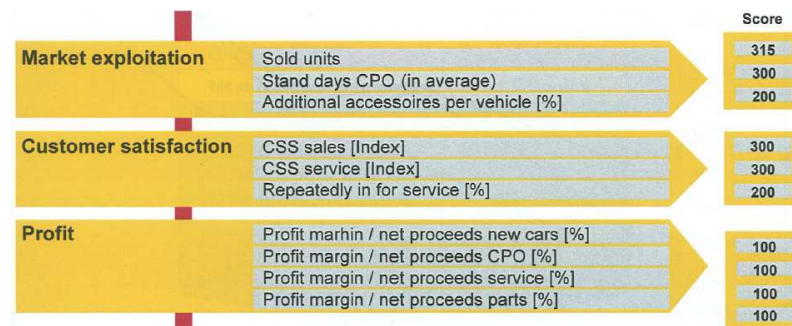 Score
Market exploitation
Sold units
315
Stand days CPO (in average)
300
Additional accessoires per vehicle [%]
200
Customer satisfaction
CSS sales [Index]
300
CSS service [Index]
300
Repeatedly in for service [%]
200
Profit
Profit marhin / net proceeds new cars [%]
100
Profit margin / net proceeds CPO [%]
100
Profit margin / net proceeds service [%]
100
Profit margin / net proceeds parts [%]
100